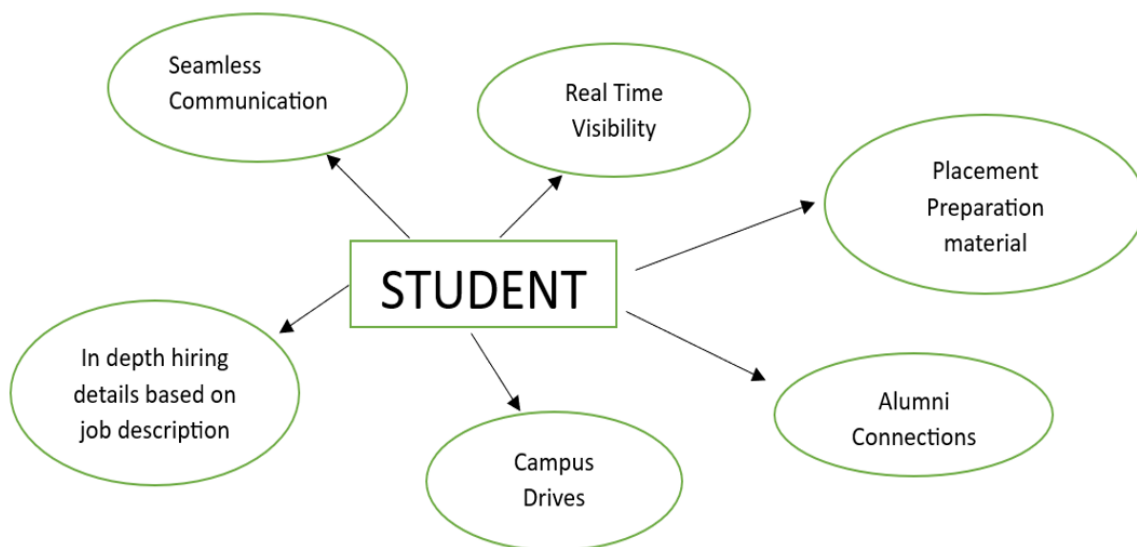 Seamless
Communication
Real Time
Visibility
Placement
Preparation
material
STUDENT
In depth hiring
details based on
job description
Campus
Drives
Alumni
Connections